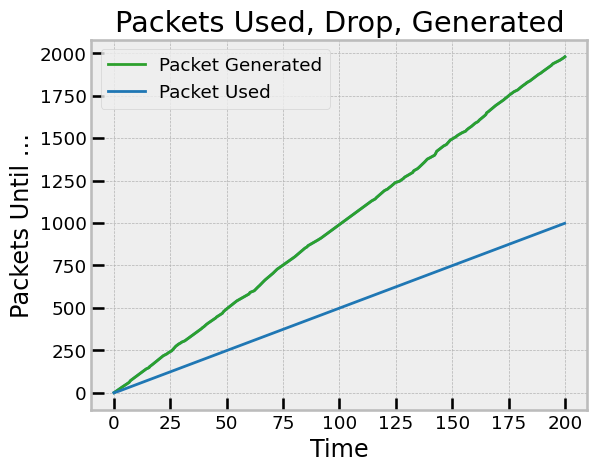 Packets Used, Drop, Generated
2000
1750
1500
1250
1000
750
500
250
0
Packets Until ...
Packet Generated
Packet Used
0 25 50 75 100 125 150 175 200
Time